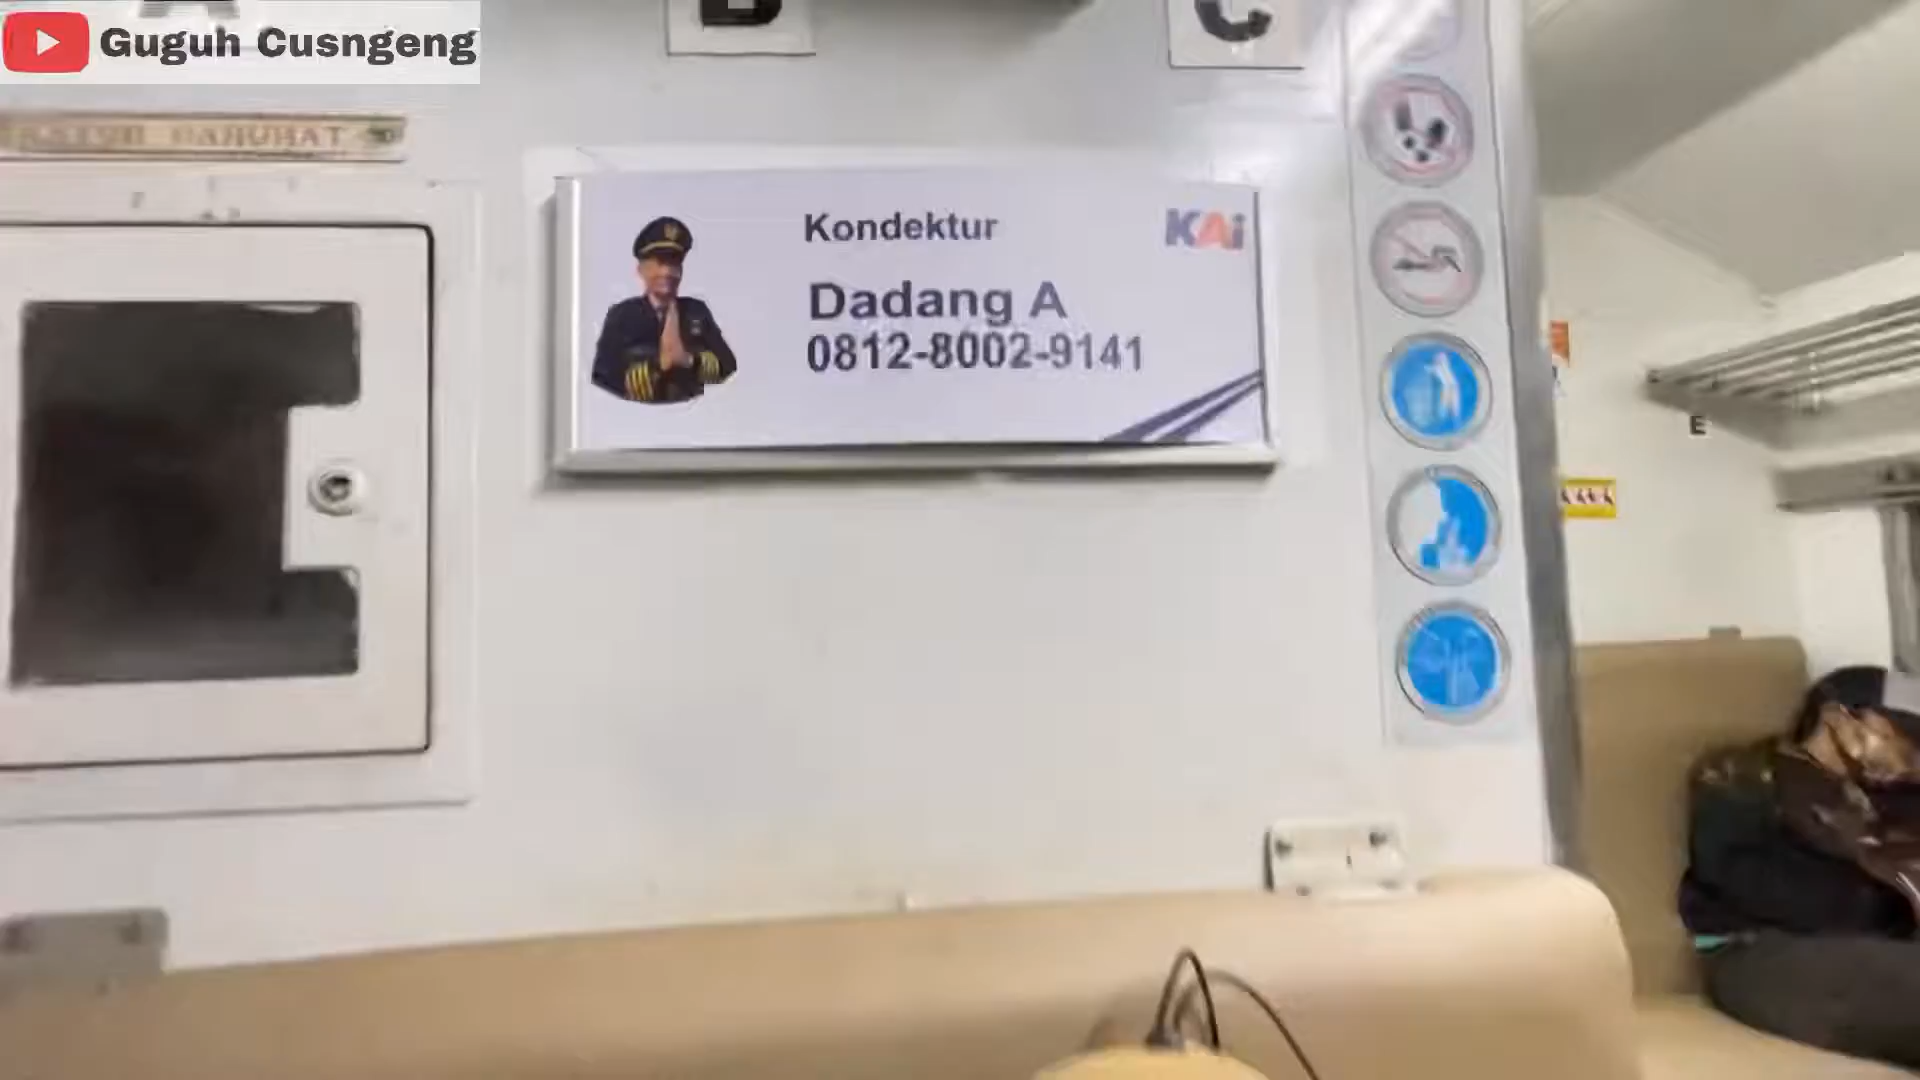 Guguh Cusngeng
B
C
Kondektur
KAi
Dadang A
0812-8002-9141
E